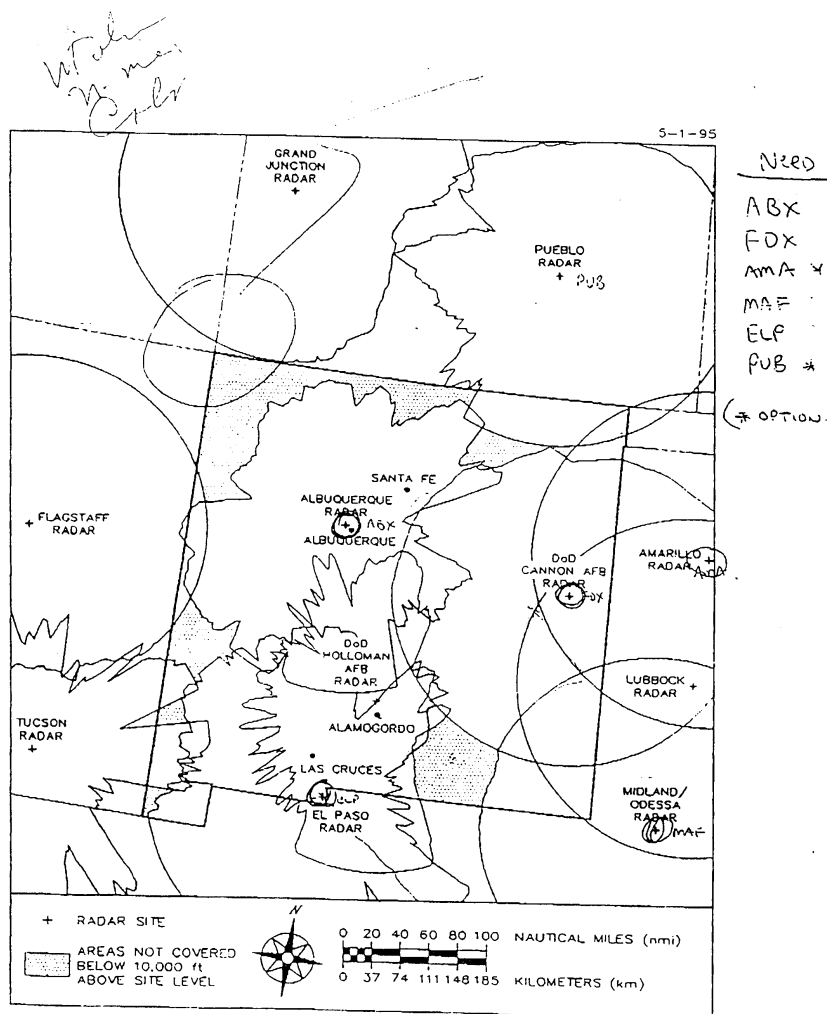 Utah
N. me.
Colo
5-1-95
NEED
ABX
FDX
AMA *
MAF
ELP
PUB *
(* OPTION.
GRAND
JUNCTION
RADAR
PUEBLO
RADAR
PUB
SANTA FE
ALBUQUERQUE
RADAR
ABX
ALBUQUERQUE
FLAGSTAFF
RADAR
DoD
CANNON AFB
RADAR
FDX
AMARILLO
RADAR
AMA
DoD
HOLLOMAN
AFB
RADAR
LUBBOCK
RADAR
ALAMOGORDO
TUCSON
RADAR
LAS CRUCES
ELP
EL PASO
RADAR
MIDLAND/
ODESSA
RADAR
MAF
+ RADAR SITE
AREAS NOT COVERED
BELOW 10,000 ft
ABOVE SITE LEVEL
N
0 20 40 60 80 100 NAUTICAL MILES (nmi)
0 37 74 111 148 185 KILOMETERS (km)